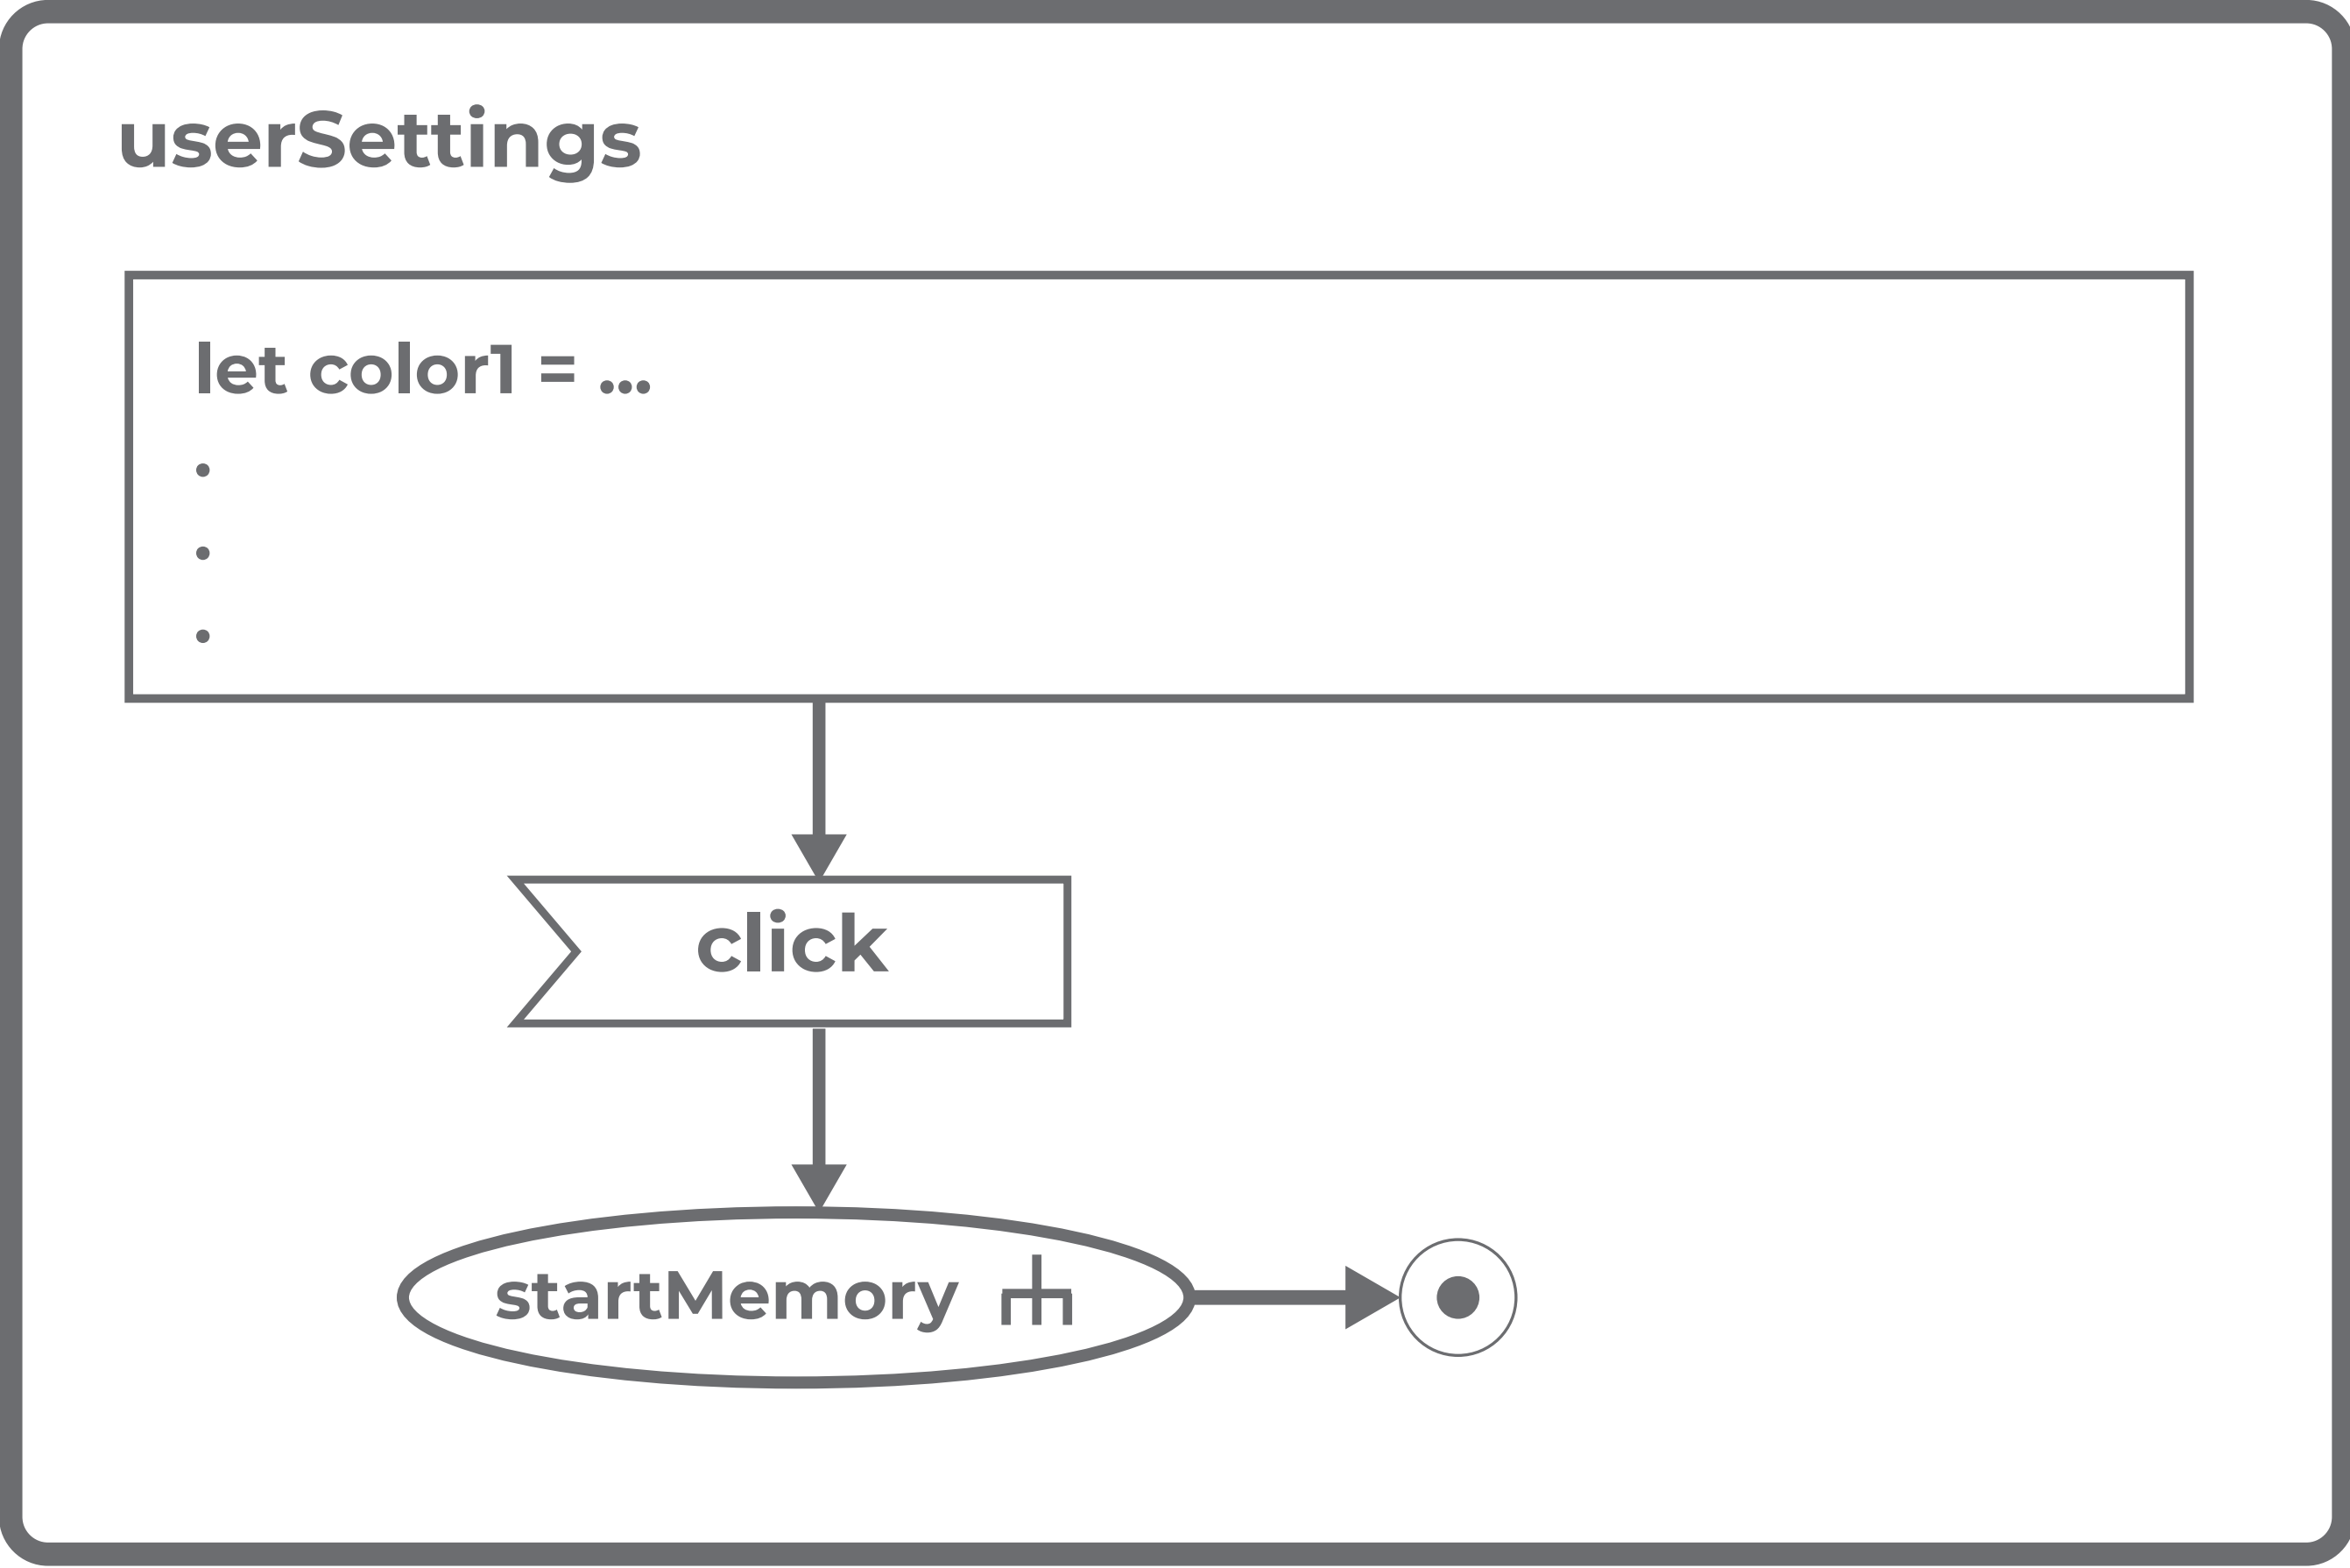 userSettings
let color1 = ...
.
.
.
click
startMemory